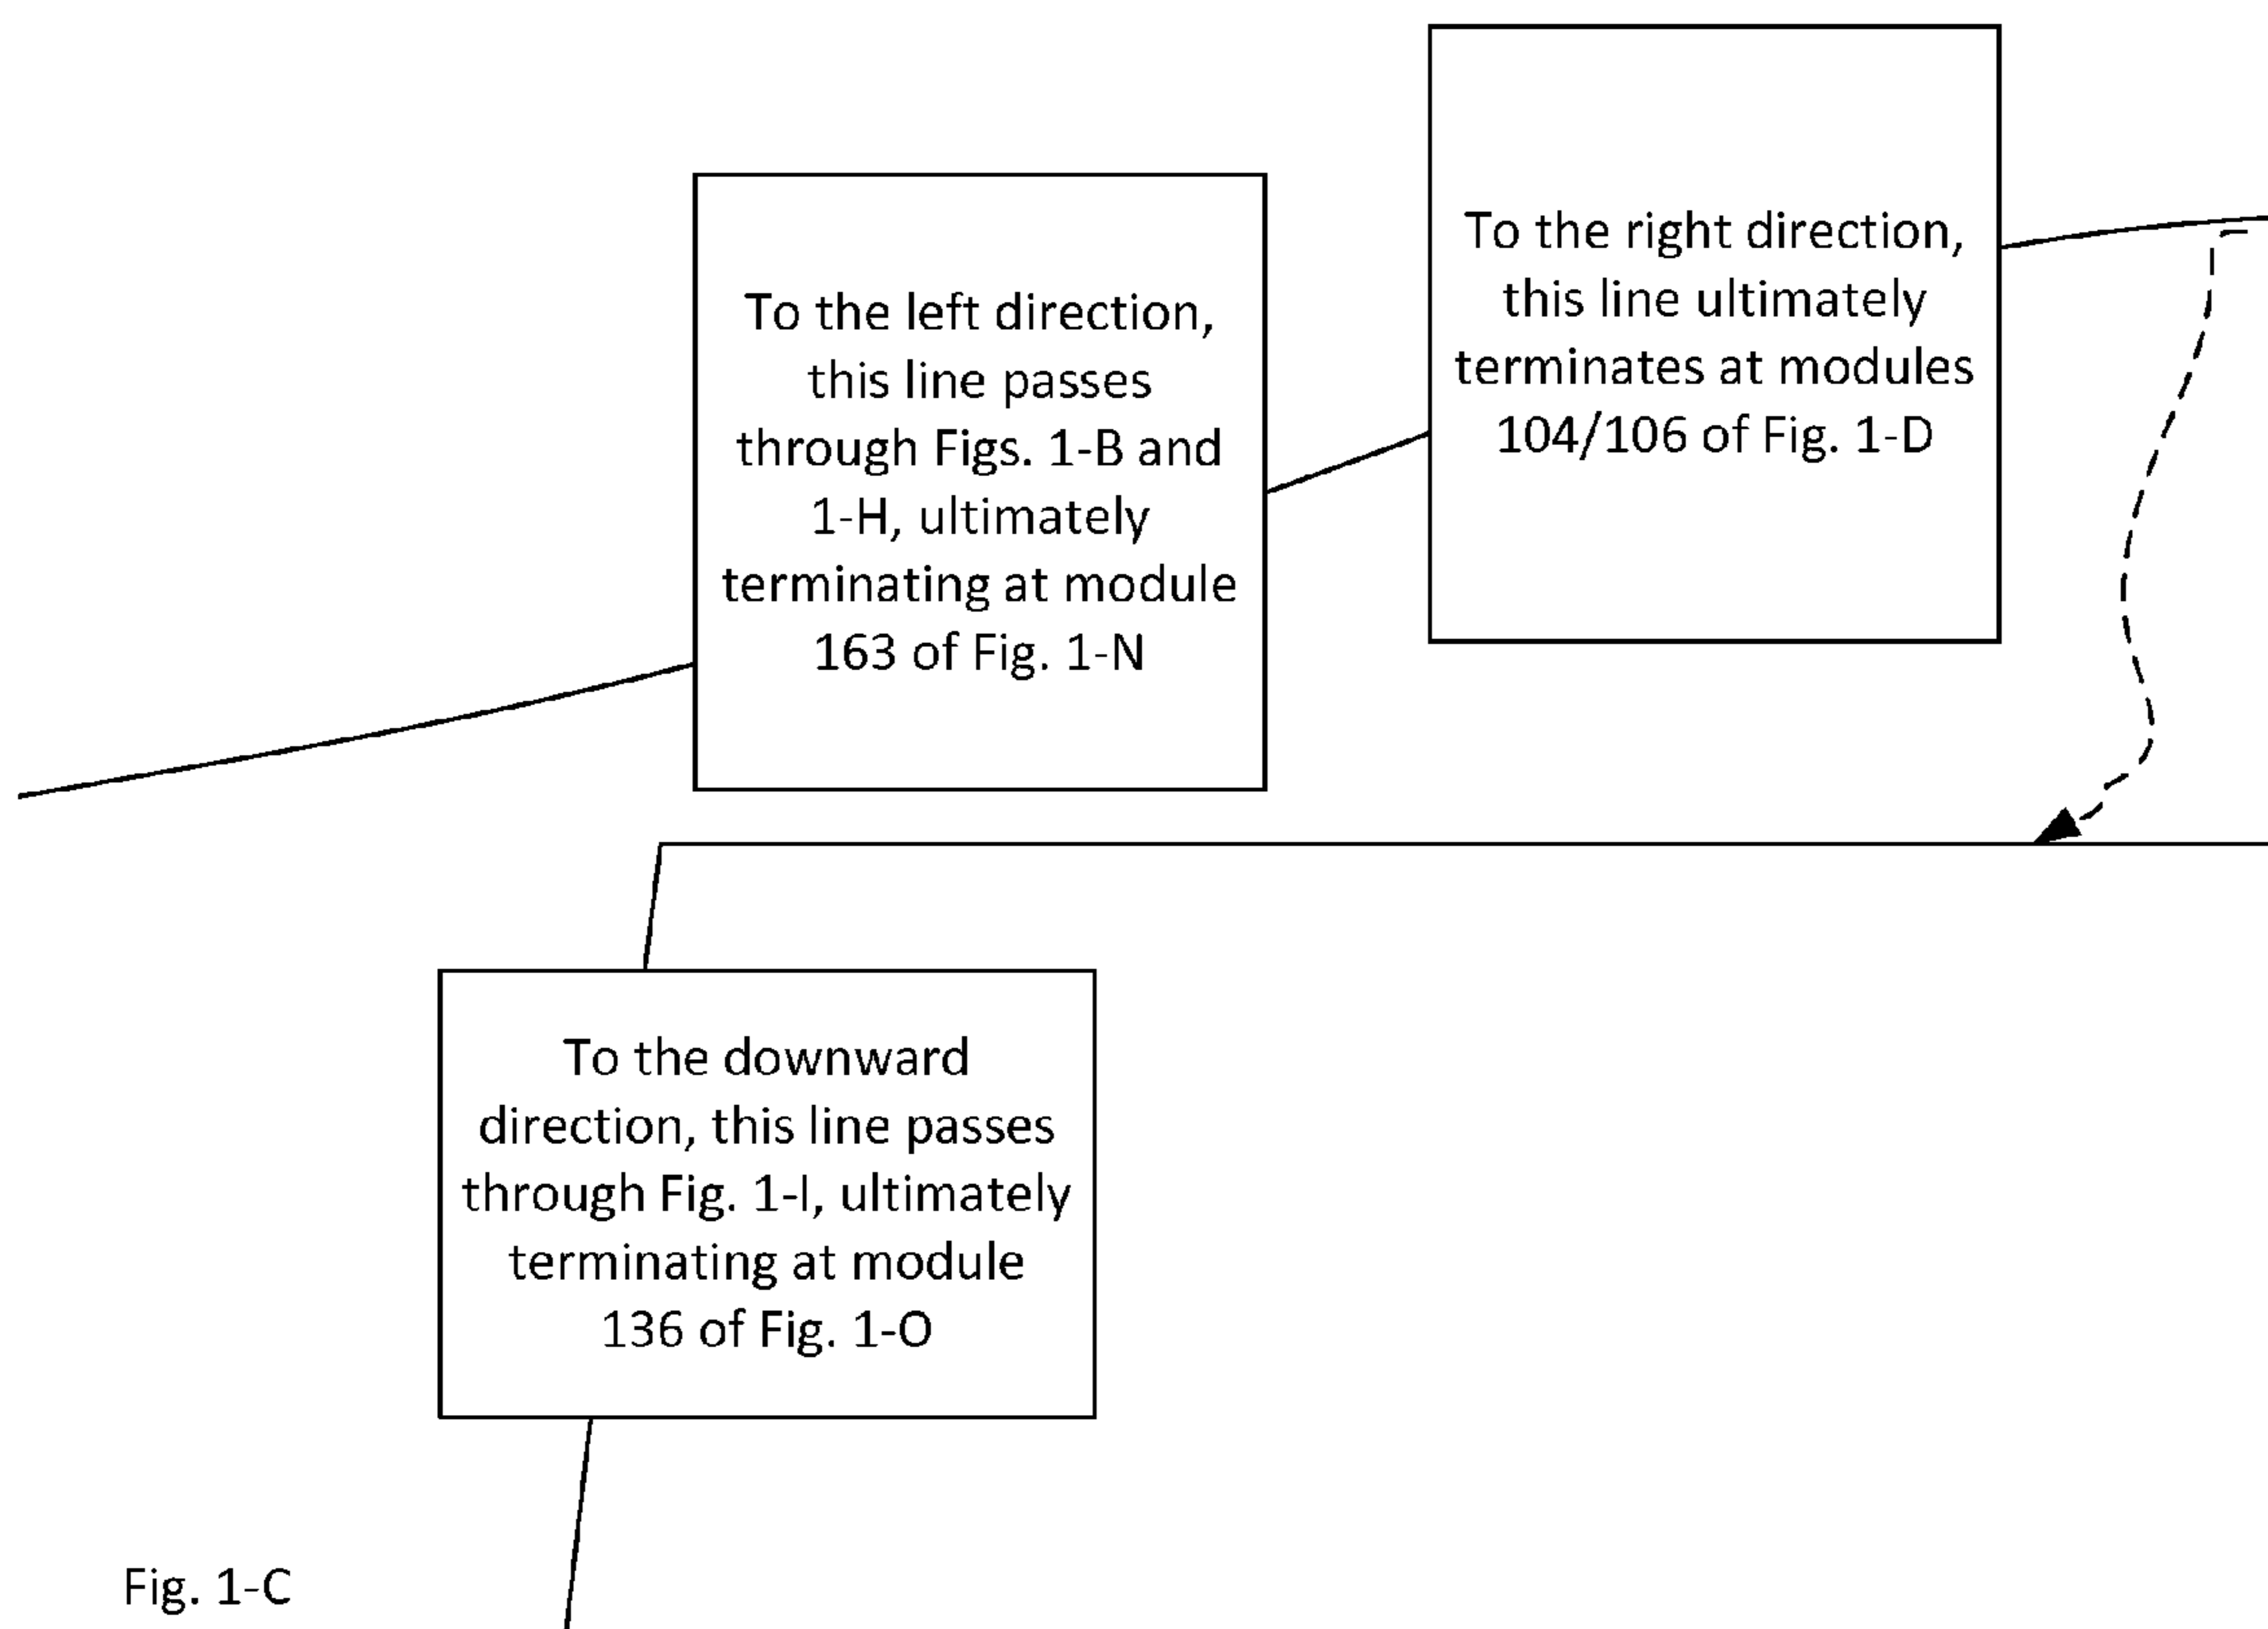 To the left direction,
this line passes
through Figs. 1-B and
1-H, ultimately
terminating at module
163 of Fig. 1-N
To the right direction,
this line ultimately
terminates at modules
104/106 of Fig. 1-D
To the downward
direction, this line passes
through Fig. 1-I, ultimately
terminating at module
136 of Fig. 1-O
Fig. 1-C